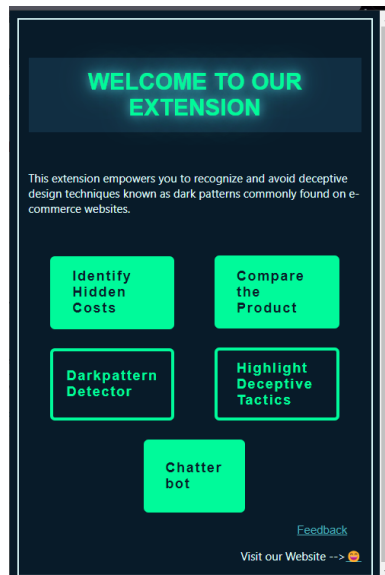 WELCOME TO OUR
EXTENSION
This extension empowers you to recognize and avoid deceptive
design techniques known as dark patterns commonly found on e-
commerce websites.
Identify
Hidden
Costs
Compare
the
Product
Darkpattern
Detector
Highlight
Deceptive
Tactics
Chatter
bot
Feedback
Visit our Website --> 😄